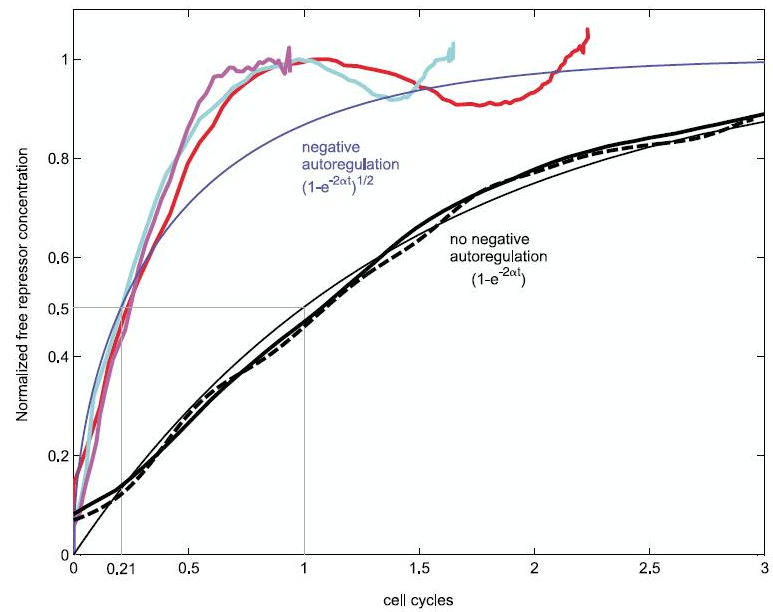 Normalized free repressor concentration
1
0.8
0.6
0.5
0.4
0.2
0
negative
autoregulation
(1-e^-2αt)^1/2
no negative
autoregulation
(1-e^-2αt)
0 0.21 0.5 1 1.5 2 2.5 3
cell cycles